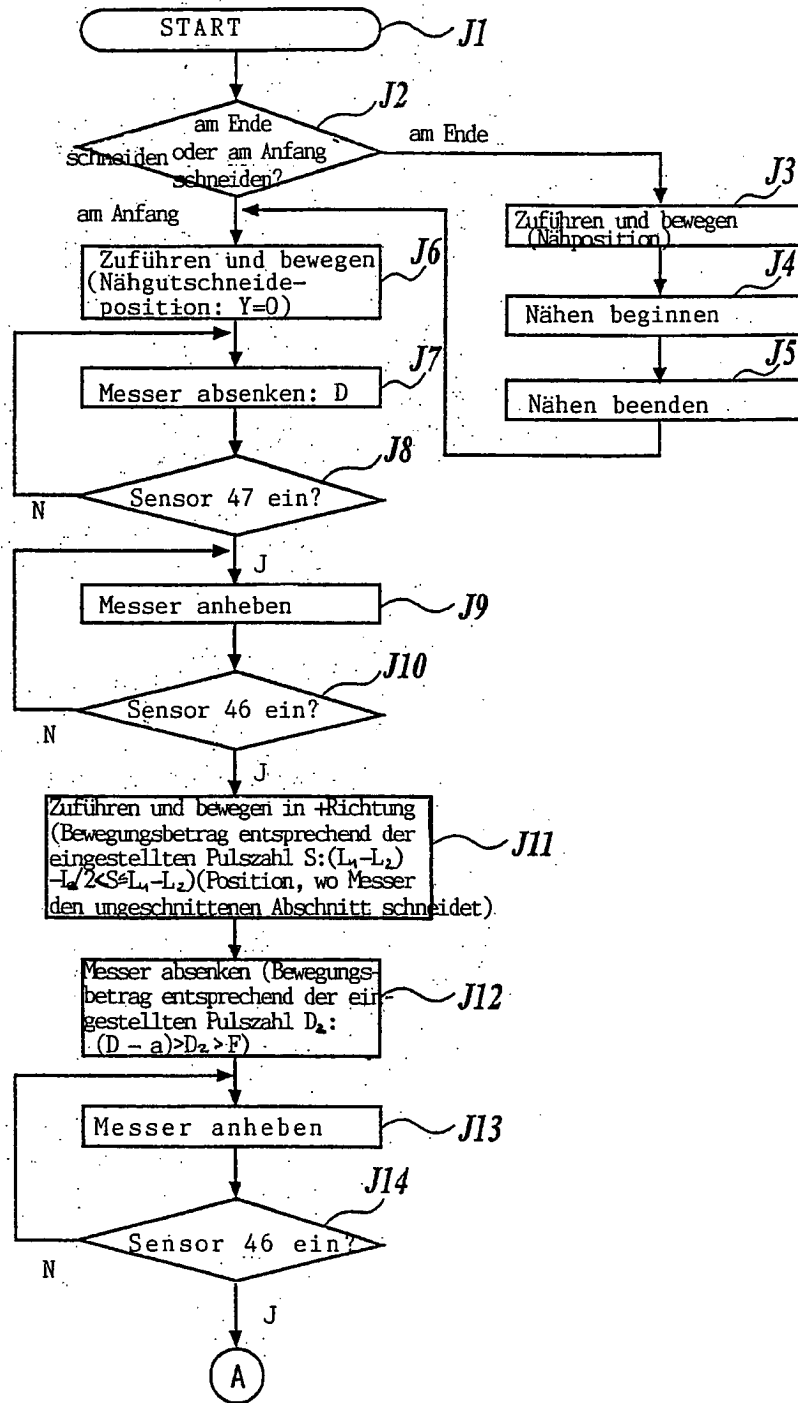 START
J1
J2
am Ende
schneiden oder am Anfang
schneiden?
am Ende
am Anfang
J3
Zuführen und bewegen
(Nähposition)
J4
Nähen beginnen
J5
Nähen beenden
J6
Zuführen und bewegen
(Nähgutschneide-
position: Y=0)
J7
Messer absenken: D
J8
Sensor 47 ein?
N
J
J9
Messer anheben
J10
Sensor 46 ein?
N
J
J11
Zuführen und bewegen in +Richtung
(Bewegungsbetrag entsprechend der
eingestellten Pulszahl S:(L₁-L₂)
/2<S≤L₁-L₂)(Position, wo Messer
den ungeschnittenen Abschnitt schneidet)
J12
Messer absenken (Bewegungs-
betrag entsprechend der ein-
gestellten Pulszahl D₂:
(D-a)>D₂>F)
J13
Messer anheben
J14
Sensor 46 ein?
N
J
A